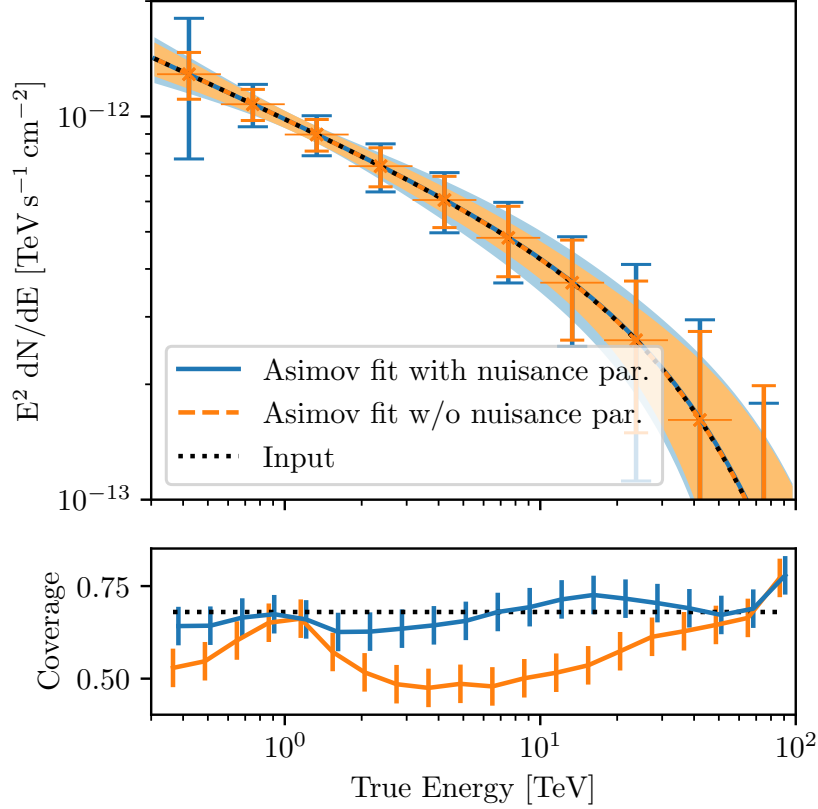 10⁻¹²
10⁻¹³
E² dN/dE [TeV s⁻¹ cm⁻²]
Asimov fit with nuisance par.
Asimov fit w/o nuisance par.
Input
0.75
0.50
Coverage
10⁰
10¹
10²
True Energy [TeV]